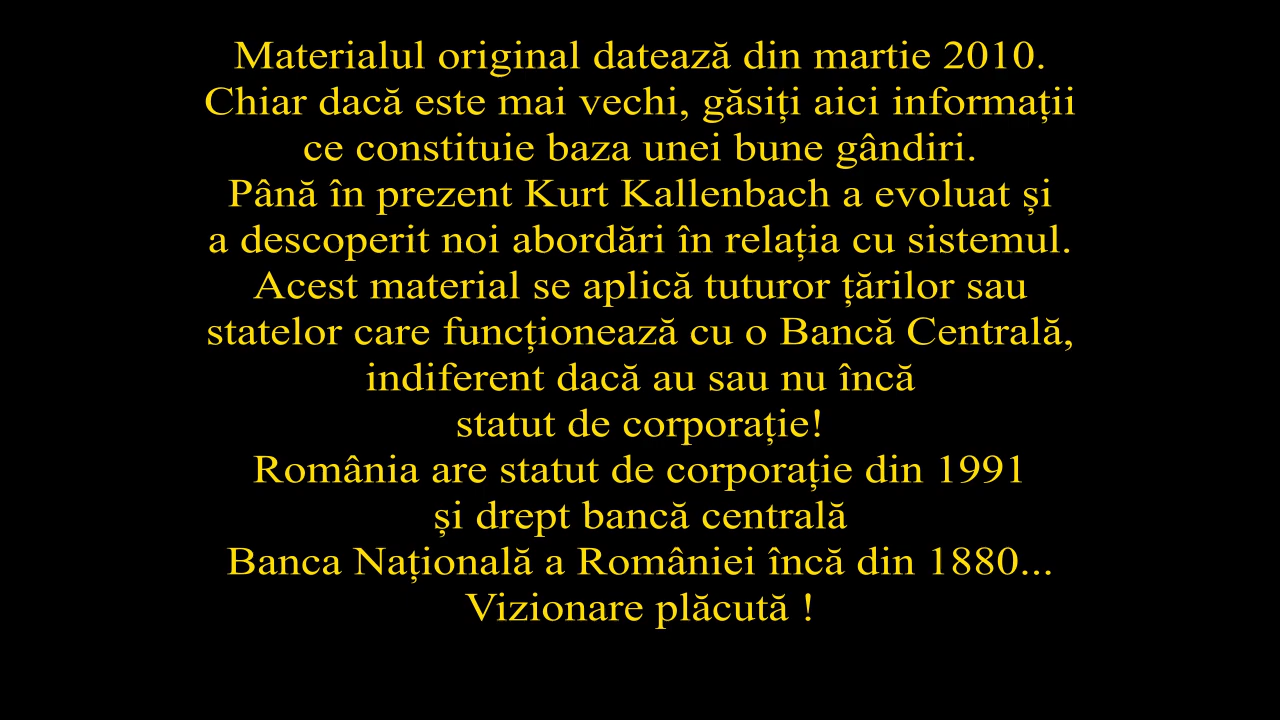 Materialul original datează din martie 2010.
Chiar dacă este mai vechi, găsiți aici informații
ce constituie baza unei bune gândiri.
Până în prezent Kurt Kallenbach a evoluat și
a descoperit noi abordări în relația cu sistemul.
Acest material se aplică tuturor țărilor sau
statelor care funcționează cu o Bancă Centrală,
indiferent dacă au sau nu încă
statut de corporație!
România are statut de corporație din 1991
și drept bancă centrală
Banca Națională a României încă din 1880...
Vizionare plăcută !